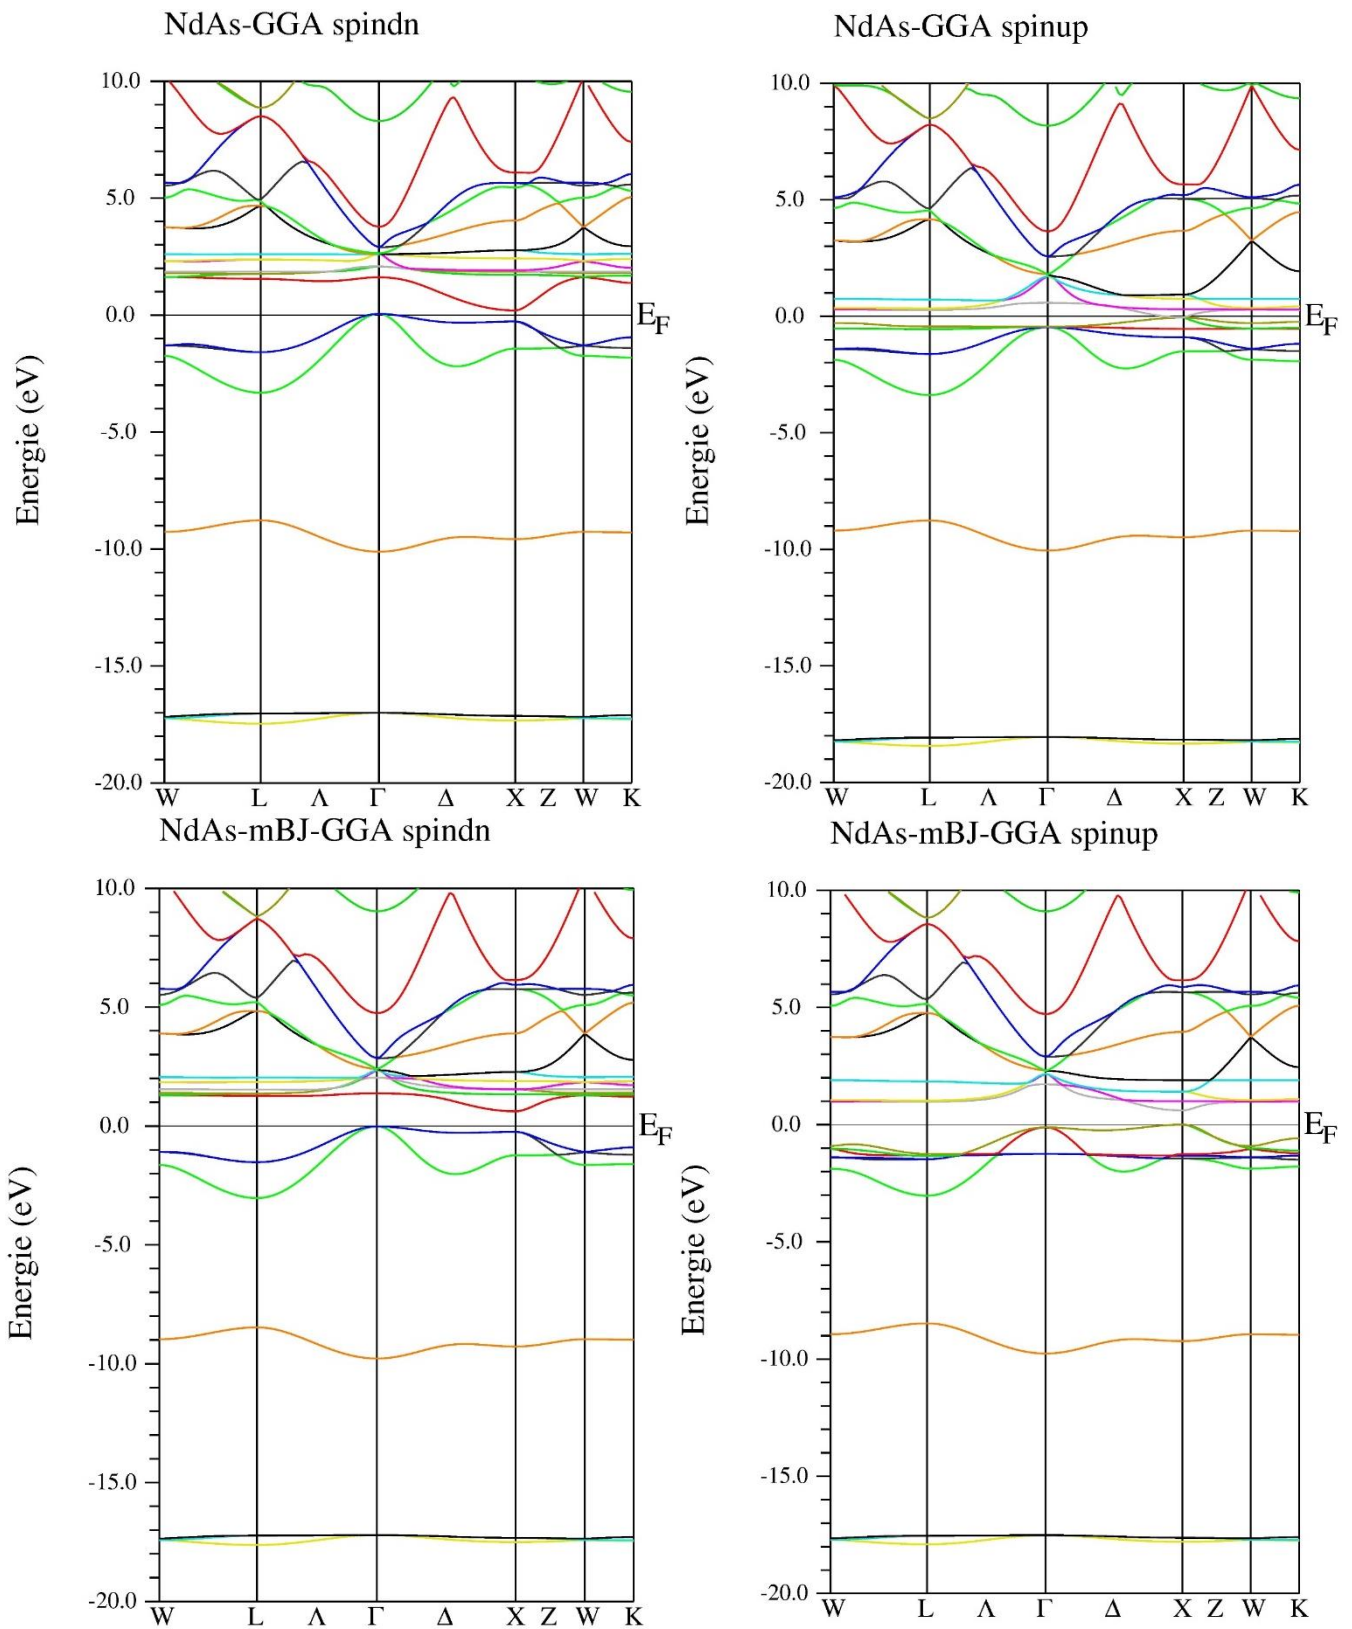 NdAs-GGA spindn
Energie (eV)
10.0
5.0
0.0
-5.0
-10.0
-15.0
-20.0
E_F
W L Λ Γ Δ X Z W K
NdAs-GGA spinup
Energie (eV)
10.0
5.0
0.0
-5.0
-10.0
-15.0
-20.0
E_F
W L Λ Γ Δ X Z W K
NdAs-mBJ-GGA spindn
Energie (eV)
10.0
5.0
0.0
-5.0
-10.0
-15.0
-20.0
E_F
W L Λ Γ Δ X Z W K
NdAs-mBJ-GGA spinup
Energie (eV)
10.0
5.0
0.0
-5.0
-10.0
-15.0
-20.0
E_F
W L Λ Γ Δ X Z W K